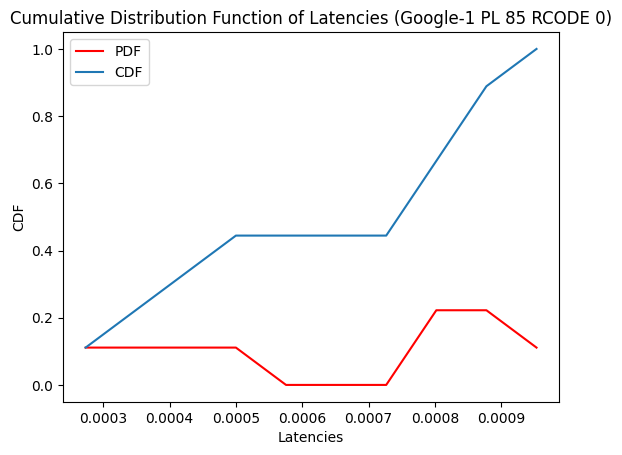 Cumulative Distribution Function of Latencies (Google-1 PL 85 RCODE 0)
PDF
CDF
1.0
0.8
0.6
0.4
0.2
0.0
CDF
0.0003 0.0004 0.0005 0.0006 0.0007 0.0008 0.0009
Latencies